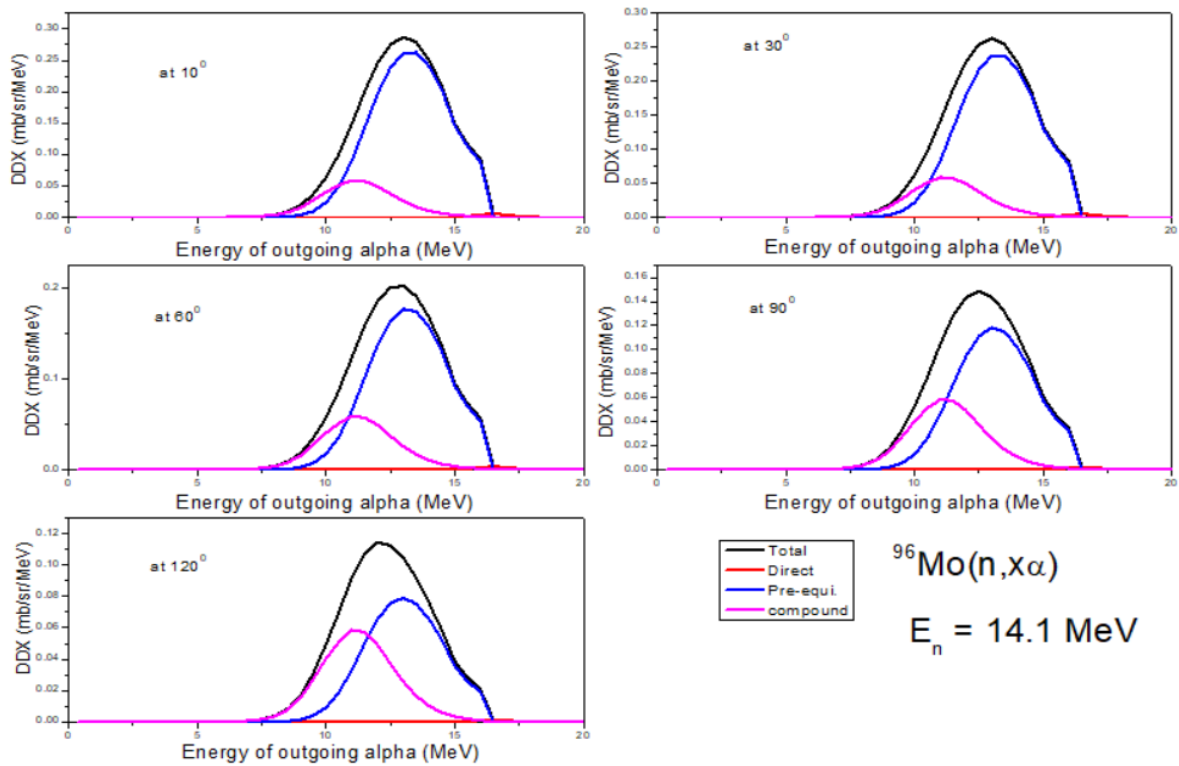 0.30
0.25
0.20
0.15
0.10
0.05
0.00
DDX (mb/sr/MeV)
at 10⁰
0 5 10 15 20
Energy of outgoing alpha (MeV)
0.30
0.25
0.20
0.15
0.10
0.05
0.00
DDX (mb/sr/MeV)
at 30⁰
0 5 10 15 20
Energy of outgoing alpha (MeV)
0.2
0.1
0.0
DDX (mb/sr/MeV)
at 60⁰
0 5 10 15 20
Energy of outgoing alpha (MeV)
0.16
0.14
0.12
0.10
0.08
0.06
0.04
0.02
0.00
DDX (mb/sr/MeV)
at 90⁰
0 5 10 15 20
Energy of outgoing alpha (MeV)
0.12
0.10
0.08
0.06
0.04
0.02
0.00
DDX (mb/sr/MeV)
at 120⁰
0 5 10 15 20
Energy of outgoing alpha (MeV)
Total
Direct
Pre-equi.
compound
⁹⁶Mo(n,xα)
Eₙ = 14.1 MeV